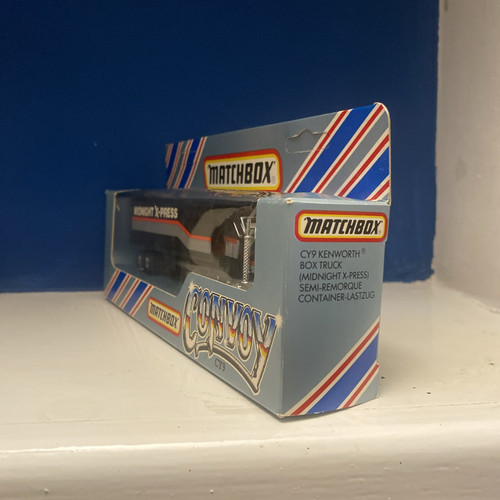 MATCHBOX®
MIDNIGHT X-PRESS
MATCHBOX
CONVOY
CY9
MATCHBOX®
CY9 KENWORTH®
BOX TRUCK
(MIDNIGHT X-PRESS)
SEMI-REMORQUE
CONTAINER-LASTZUG